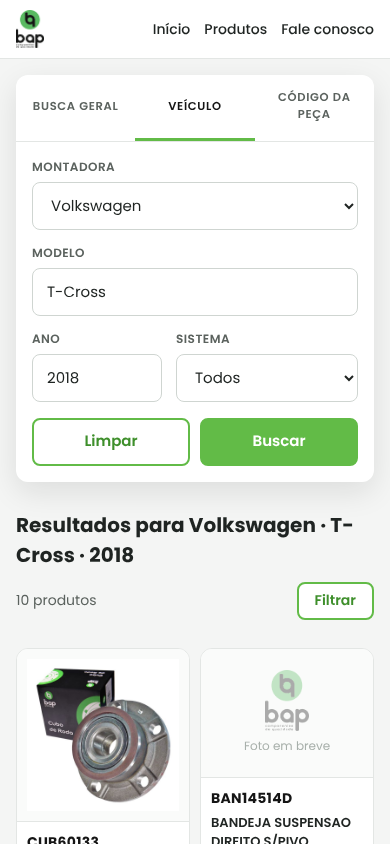 bap
Início Produtos Fale conosco
BUSCA GERAL
VEÍCULO
CÓDIGO DA
PEÇA
MONTADORA
Volkswagen
MODELO
T-Cross
ANO
SISTEMA
2018
Todos
Limpar
Buscar
Resultados para Volkswagen · T-
Cross · 2018
10 produtos
Filtrar
bap
Cubo
de Roda
bap
Foto em breve
CUB60133
BAN14514D
BANDEJA SUSPENSAO
DIREITO S/PIVO